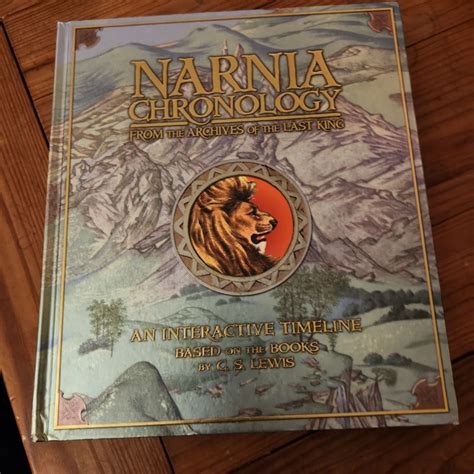 NARNIA
CHRONOLOGY
FROM THE ARCHIVES OF THE LAST KING
AN INTERACTIVE TIMELINE
BASED ON THE BOOKS
BY C. S. LEWIS